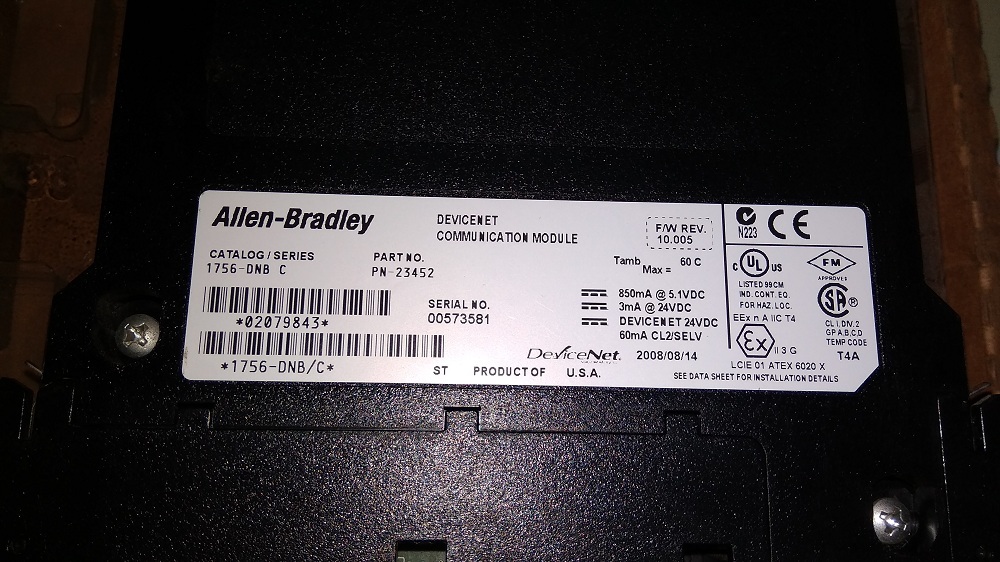 Allen-Bradley
DEVICENET
COMMUNICATION MODULE
F/W REV.
10.005
N223
CE
CATALOG / SERIES
1756-DNB C
PART NO.
PN-23452
Tamb Max = 60 C
*02079843*
SERIAL NO.
00573581
850mA @ 5.1VDC
3mA @ 24VDC
DEVICENET 24VDC
60mA CL2/SELV
*1756-DNB/C*
ST PRODUCT OF U.S.A.
DeviceNet.
2008/08/14
c UL US
LISTED 99CM
IND. CONT. EQ.
FOR HAZ. LOC.
EEx n A IIC T4
Ex II 3 G
FM
APPROVED
SA ®
CL I, DIV. 2
GP A,B,C,D
TEMP CODE
T4A
LCIE 01 ATEX 6020 X
SEE DATA SHEET FOR INSTALLATION DETAILS